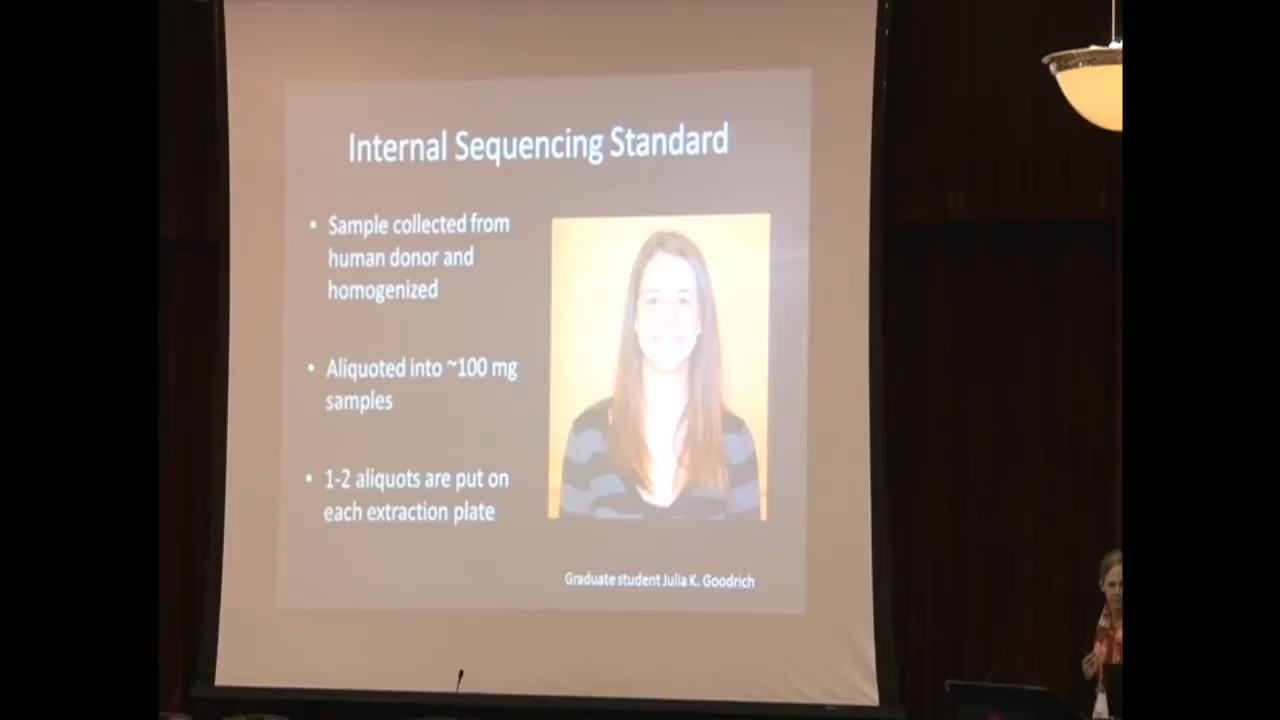 Internal Sequencing Standard
• Sample collected from
human donor and
homogenized
• Aliquoted into ~100 mg
samples
• 1-2 aliquots are put on
each extraction plate
Graduate student Julia K. Goodrich